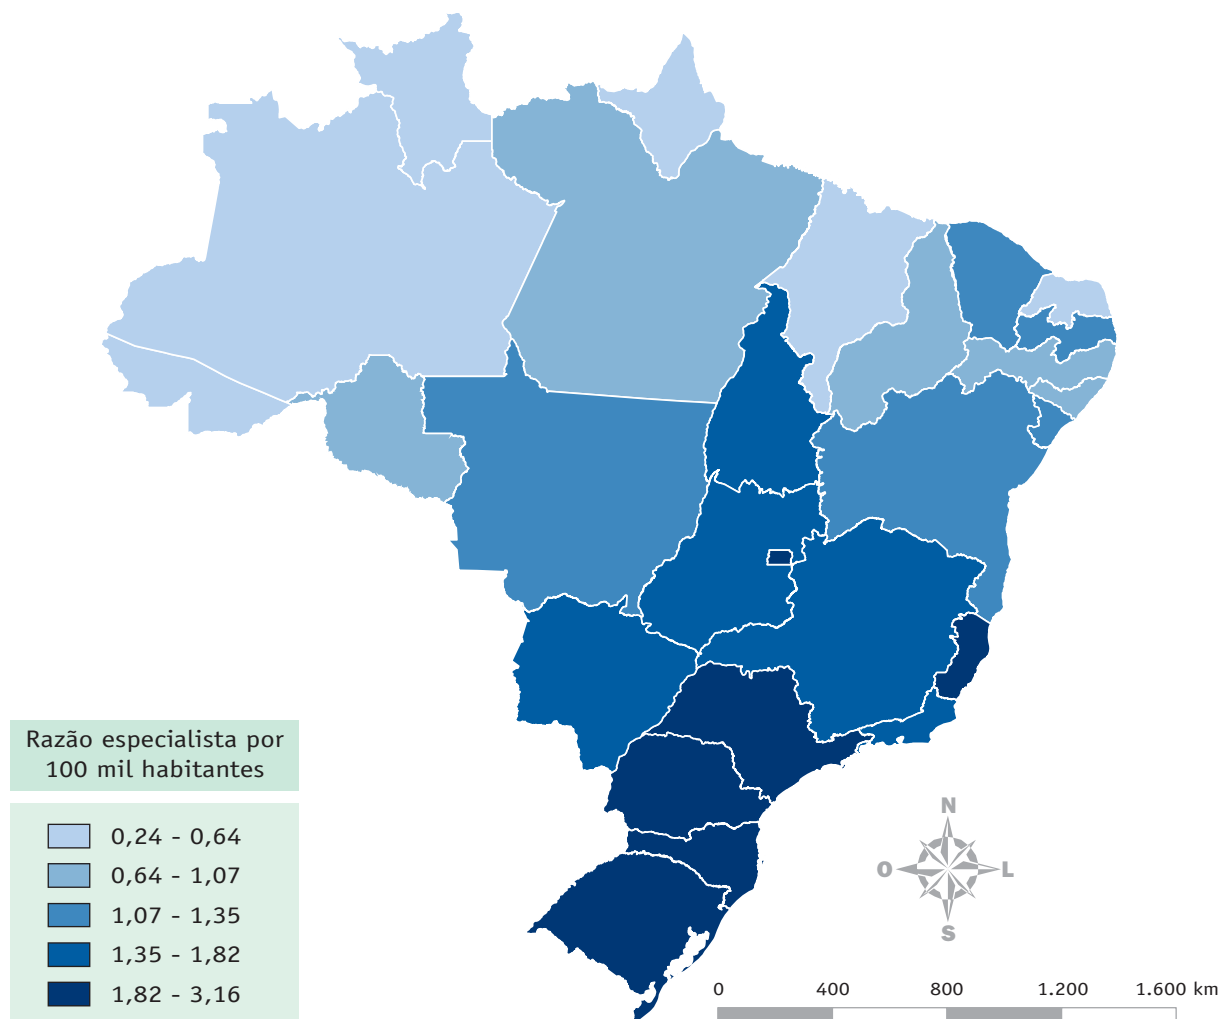 Razão especialista por
100 mil habitantes
0,24 - 0,64
0,64 - 1,07
1,07 - 1,35
1,35 - 1,82
1,82 - 3,16
N
O
L
S
0 400 800 1.200 1.600 km